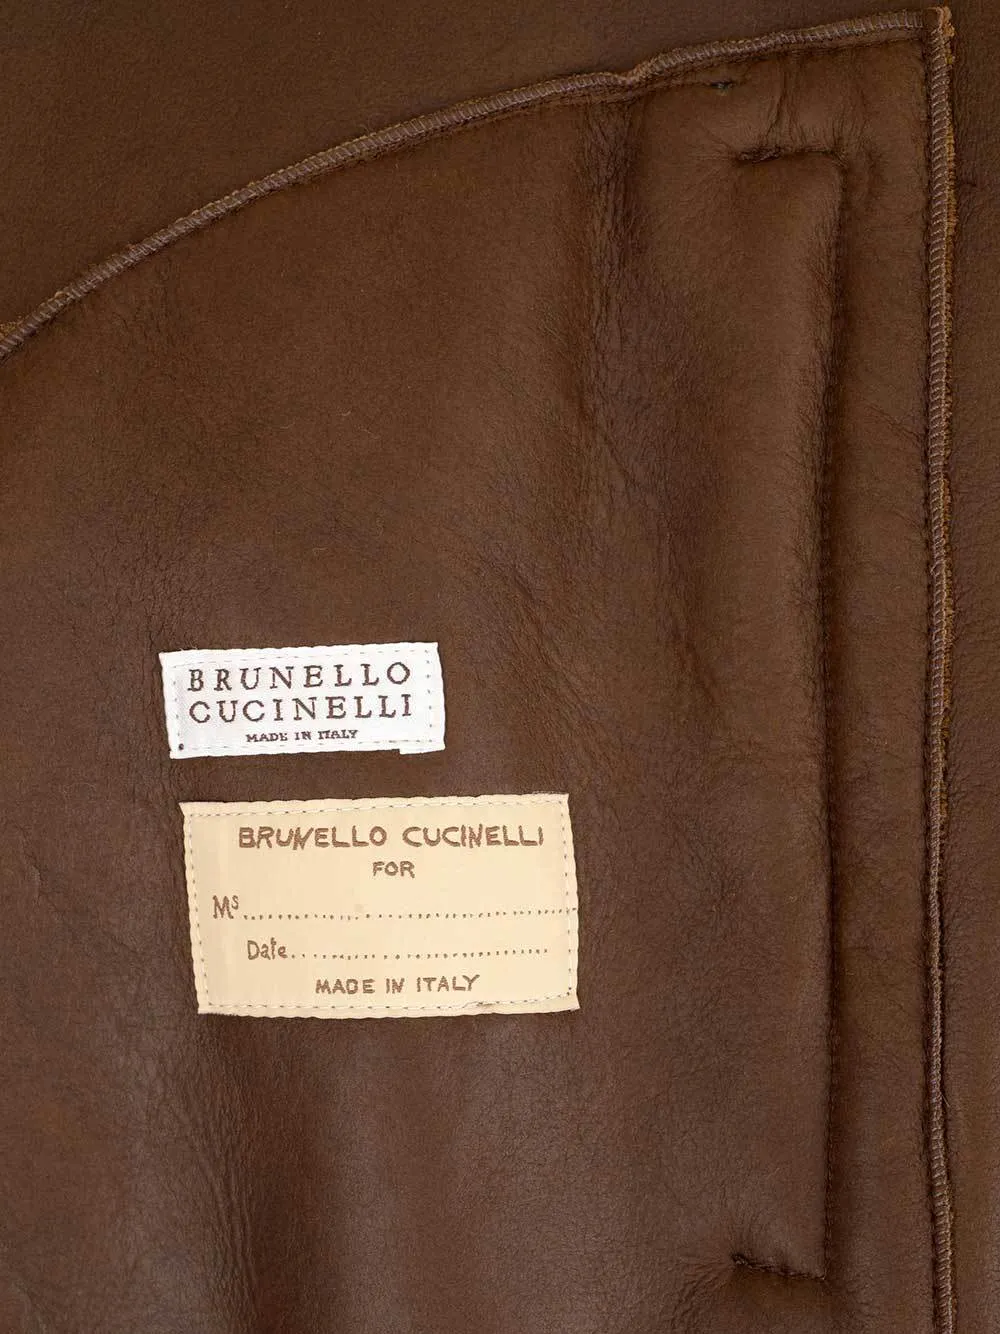 BRUNELLO
CUCINELLI
MADE IN ITALY
BRUNELLO CUCINELLI
FOR
Ms........................................
Date................................
MADE IN ITALY